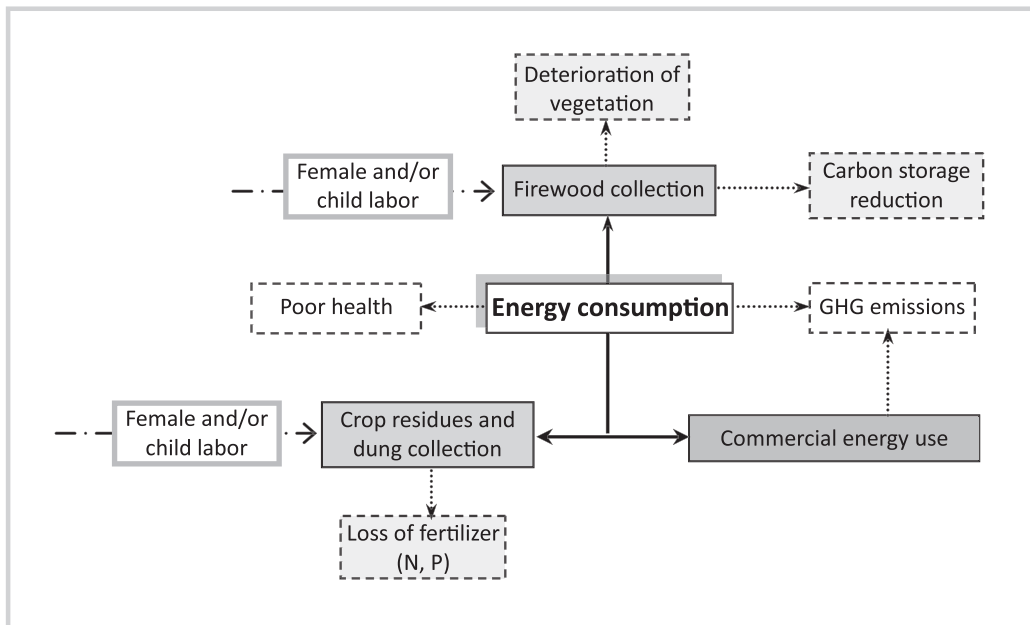 Deterioration of
vegetation
Female and/or
child labor
Firewood collection
Carbon storage
reduction
Poor health
Energy consumption
GHG emissions
Female and/or
child labor
Crop residues and
dung collection
Commercial energy use
Loss of fertilizer
(N, P)